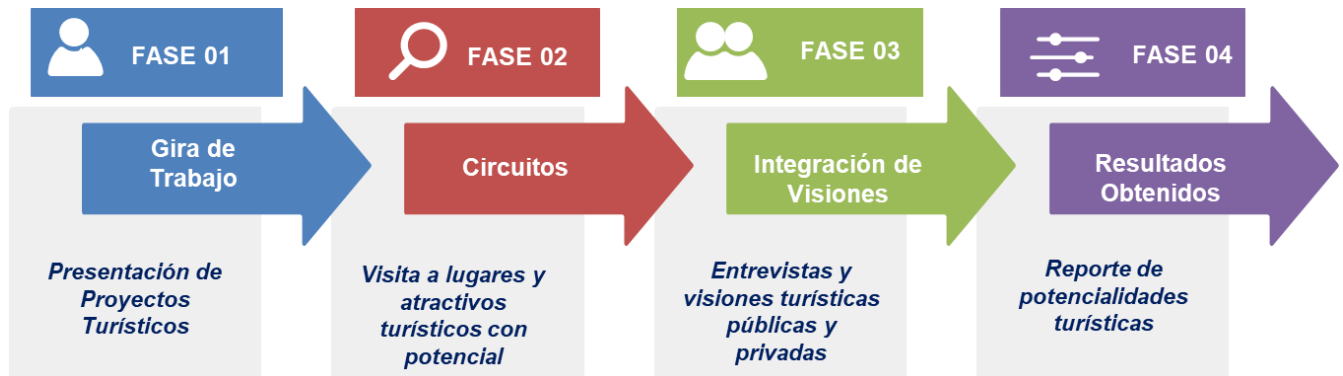 FASE 01
Gira de
Trabajo
Presentación de
Proyectos
Turísticos
FASE 02
Circuitos
Visita a lugares y
atractivos
turísticos con
potencial
FASE 03
Integración de
Visiones
Entrevistas y
visiones turísticas
públicas y
privadas
FASE 04
Resultados
Obtenidos
Reporte de
potencialidades
turísticas